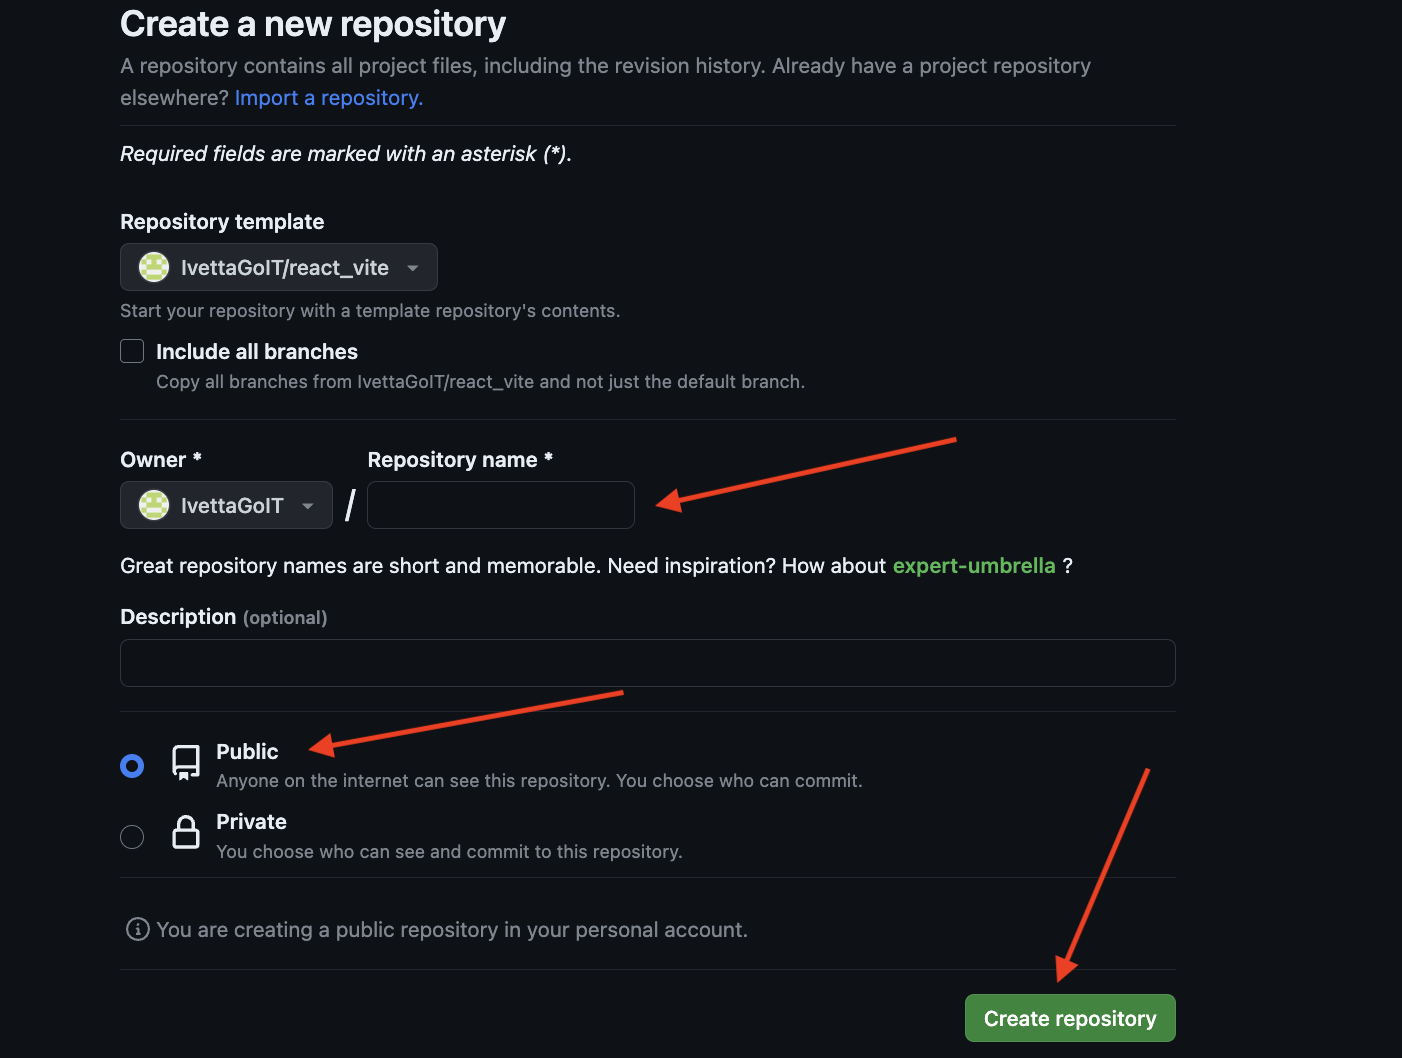 Create a new repository
A repository contains all project files, including the revision history. Already have a project repository
elsewhere? Import a repository.
Required fields are marked with an asterisk (*).
Repository template
IvettaGoIT/react_vite
Start your repository with a template repository's contents.
Include all branches
Copy all branches from IvettaGoIT/react_vite and not just the default branch.
Owner * Repository name *
IvettaGoIT /
Great repository names are short and memorable. Need inspiration? How about expert-umbrella ?
Description (optional)
Public
Anyone on the internet can see this repository. You choose who can commit.
Private
You choose who can see and commit to this repository.
You are creating a public repository in your personal account.
Create repository